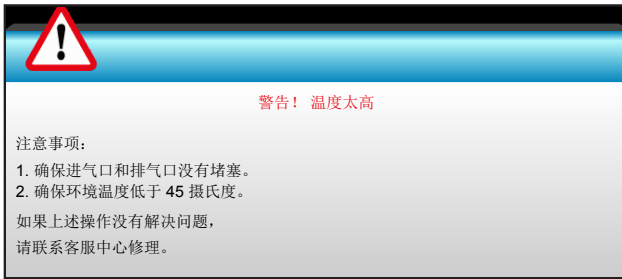 警告！ 温度太高
注意事项：
1. 确保进气口和排气口没有堵塞。
2. 确保环境温度低于 45 摄氏度。
如果上述操作没有解决问题，
请联系客服中心修理。